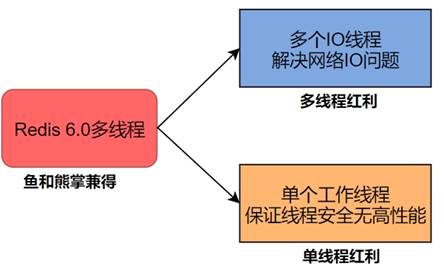 多个IO线程
解决网络IO问题
多线程红利
Redis 6.0多线程
鱼和熊掌兼得
单个工作线程
保证线程安全无高性能
单线程红利